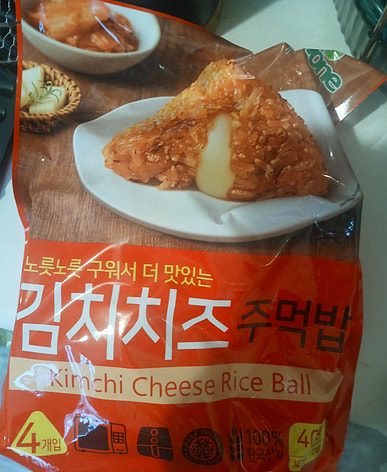 one
노릇노릇 구워서 더 맛있는
김치치즈 주먹밥
Kimchi Cheese Rice Ball
4개입
100%